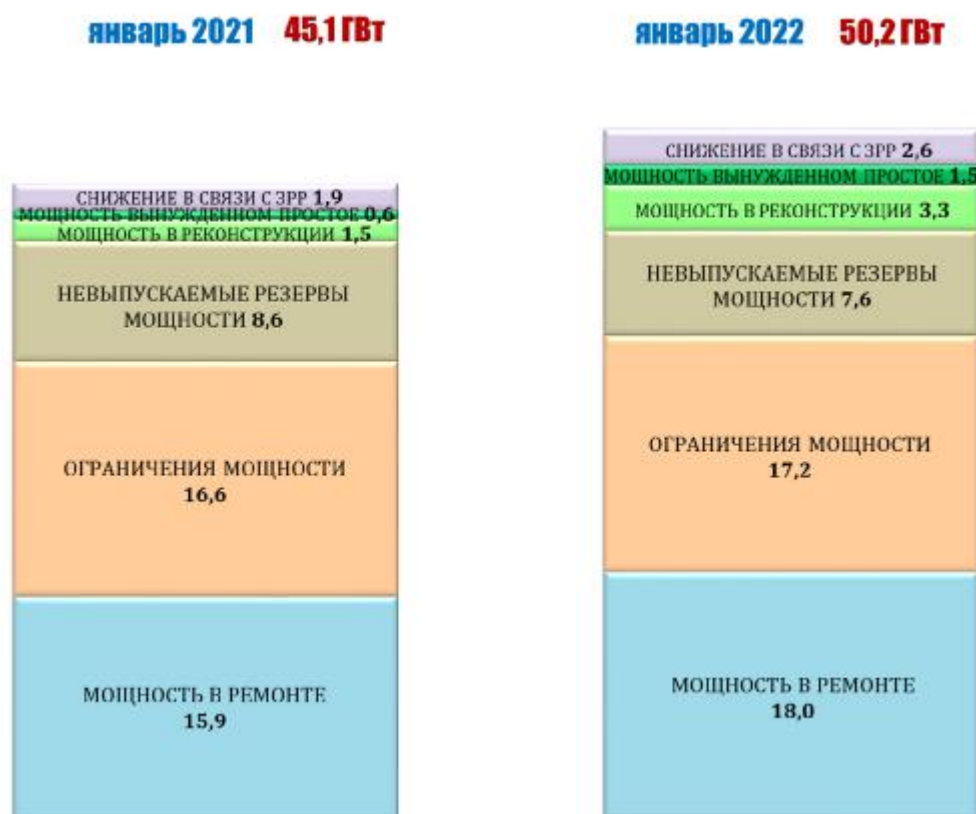 январь 2021 45,1 ГВт
СНИЖЕНИЕ В СВЯЗИ С ЗРР 1,9
МОЩНОСТЬ ВЫНУЖДЕННОМ ПРОСТОЕ 0,6
МОЩНОСТЬ В РЕКОНСТРУКЦИИ 1,5
НЕВЫПУСКАЕМЫЕ РЕЗЕРВЫ
МОЩНОСТИ 8,6
ОГРАНИЧЕНИЯ МОЩНОСТИ
16,6
МОЩНОСТЬ В РЕМОНТЕ
15,9
январь 2022 50,2 ГВт
СНИЖЕНИЕ В СВЯЗИ С ЗРР 2,6
МОЩНОСТЬ ВЫНУЖДЕННОМ ПРОСТОЕ 1,5
МОЩНОСТЬ В РЕКОНСТРУКЦИИ 3,3
НЕВЫПУСКАЕМЫЕ РЕЗЕРВЫ
МОЩНОСТИ 7,6
ОГРАНИЧЕНИЯ МОЩНОСТИ
17,2
МОЩНОСТЬ В РЕМОНТЕ
18,0